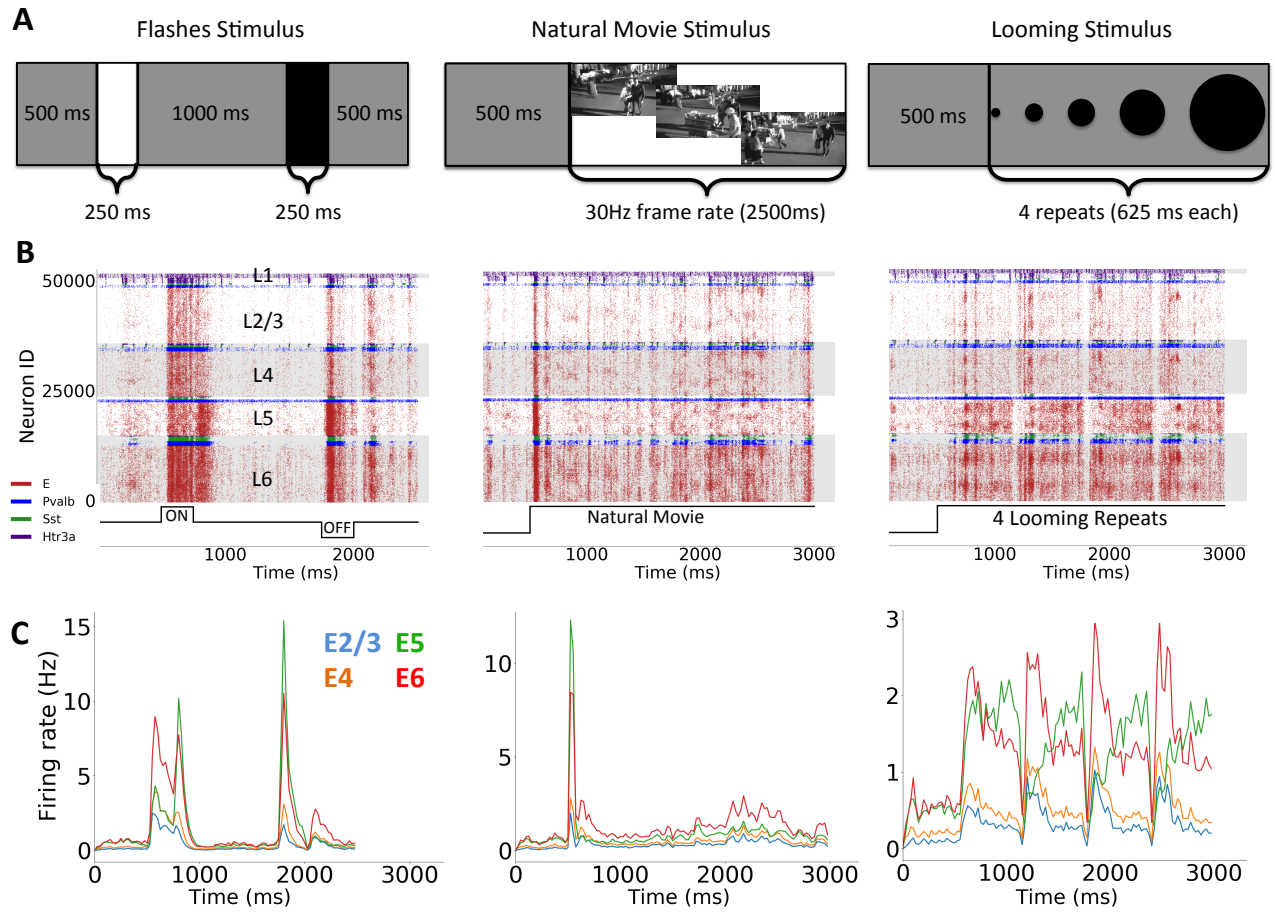 A
Flashes Stimulus
Natural Movie Stimulus
Looming Stimulus
500 ms
1000 ms
500 ms
500 ms
500 ms
250 ms
250 ms
30Hz frame rate (2500ms)
4 repeats (625 ms each)
B
Neuron ID
50000
25000
0
L1
L2/3
L4
L5
L6
E
Pvalb
Sst
Htr3a
ON
OFF
Natural Movie
4 Looming Repeats
1000 2000
Time (ms)
1000 2000 3000
Time (ms)
1000 2000 3000
Time (ms)
C
Firing rate (Hz)
15
10
5
0
E2/3 E5
E4 E6
0 1000 2000 3000
Time (ms)
10
5
0
0 1000 2000 3000
Time (ms)
3
2
1
0
0 1000 2000 3000
Time (ms)